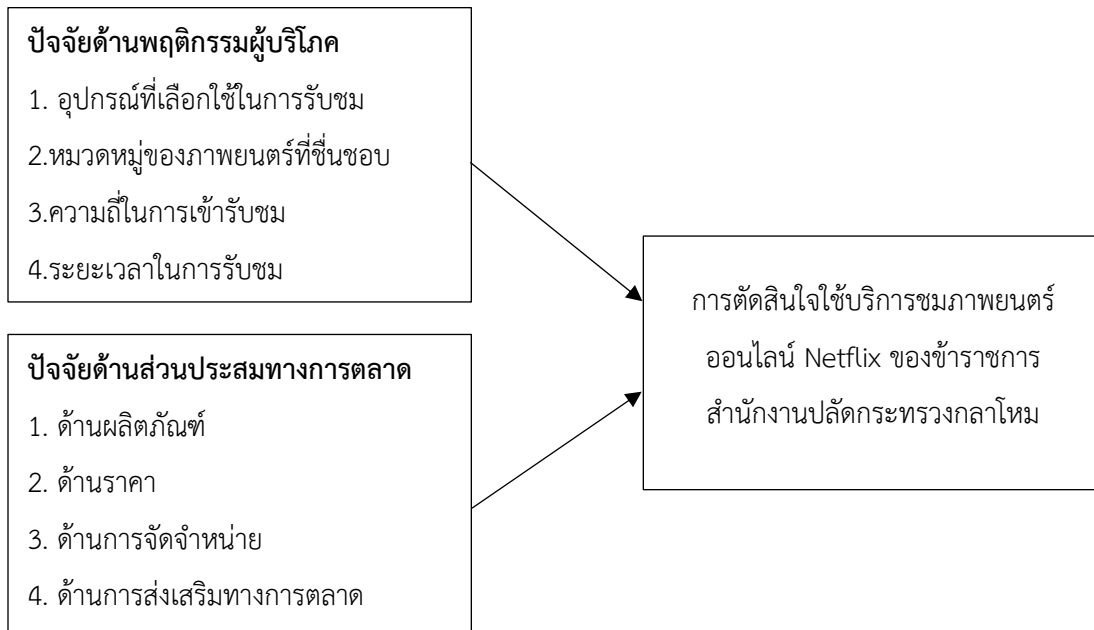 ปัจจัยด้านพฤติกรรมผู้บริโภค
1. อุปกรณ์ที่เลือกใช้ในการรับชม
2.หมวดหมู่ของภาพยนตร์ที่ชื่นชอบ
3.ความถี่ในการเข้ารับชม
4.ระยะเวลาในการรับชม
ปัจจัยด้านส่วนประสมทางการตลาด
1. ด้านผลิตภัณฑ์
2. ด้านราคา
3. ด้านการจัดจำหน่าย
4. ด้านการส่งเสริมทางการตลาด
การตัดสินใจใช้บริการชมภาพยนตร์
ออนไลน์ Netflix ของข้าราชการ
สำนักงานปลัดกระทรวงกลาโหม